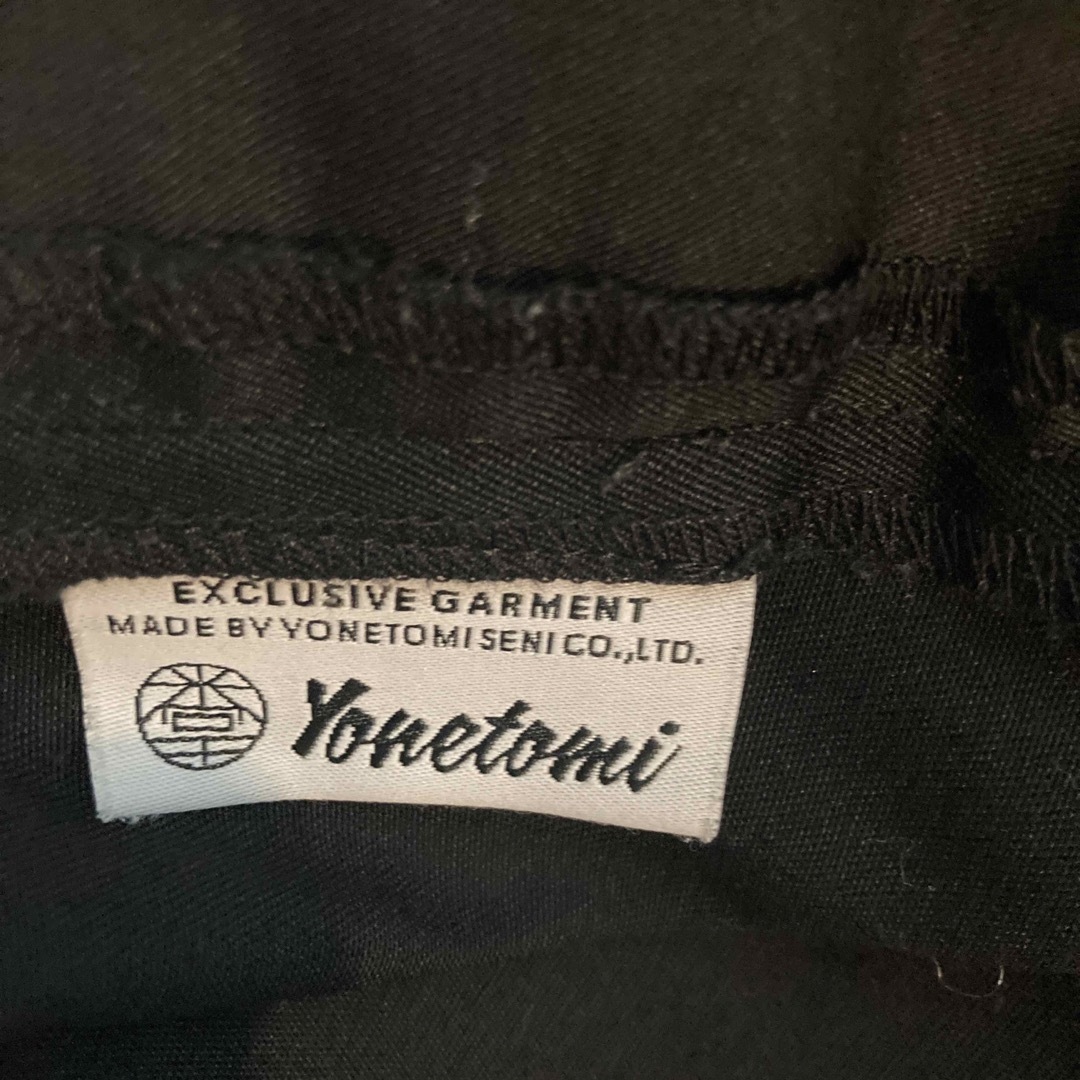 EXCLUSIVE GARMENT
MADE BY YONETOMI SENI CO.,LTD.
Yonetomi